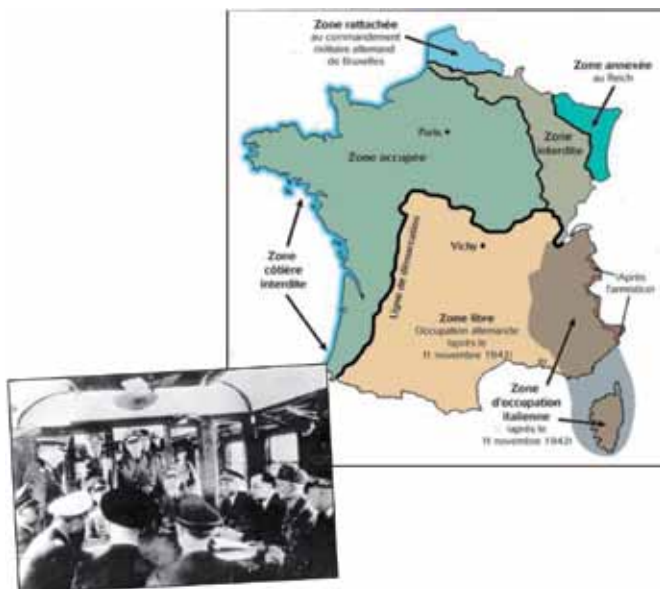 Zone rattachée
au commandement
militaire allemand
de Bruxelles
Zone annexée
au Reich
Paris
Zone occupée
Zone
interdite
Vichy
Ligne de démarcation
Zone
côtière
interdite
(Après
l'armistice)
Zone libre
Occupation allemande
(après le
11 novembre 1942)
Zone
d'occupation
italienne
(après le
11 novembre 1942)